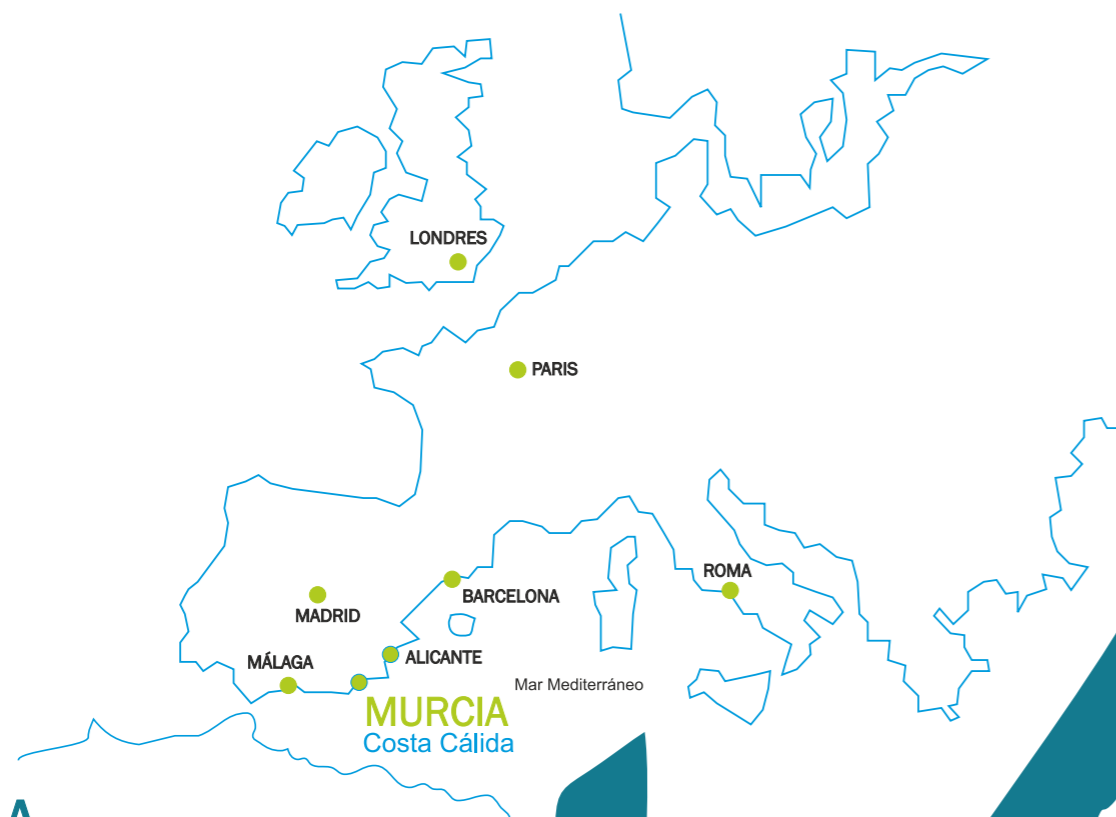 LONDRES
PARIS
ROMA
BARCELONA
MADRID
ALICANTE
MÁLAGA
Mar Mediterráneo
MURCIA
Costa Cálida
A